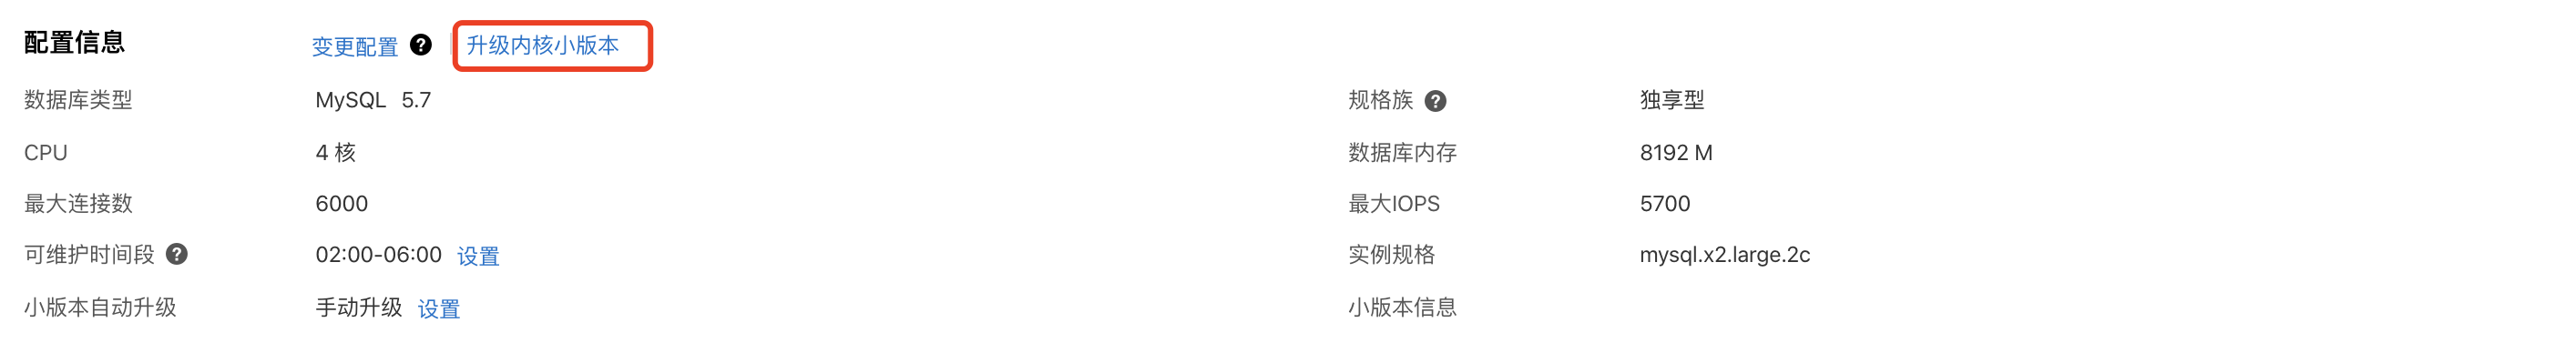 配置信息 变更配置 ? 升级内核小版本
数据库类型 MySQL 5.7 规格族 ? 独享型
CPU 4 核 数据库内存 8192 M
最大连接数 6000 最大IOPS 5700
可维护时间段 ? 02:00-06:00 设置 实例规格 mysql.x2.large.2c
小版本自动升级 手动升级 设置 小版本信息